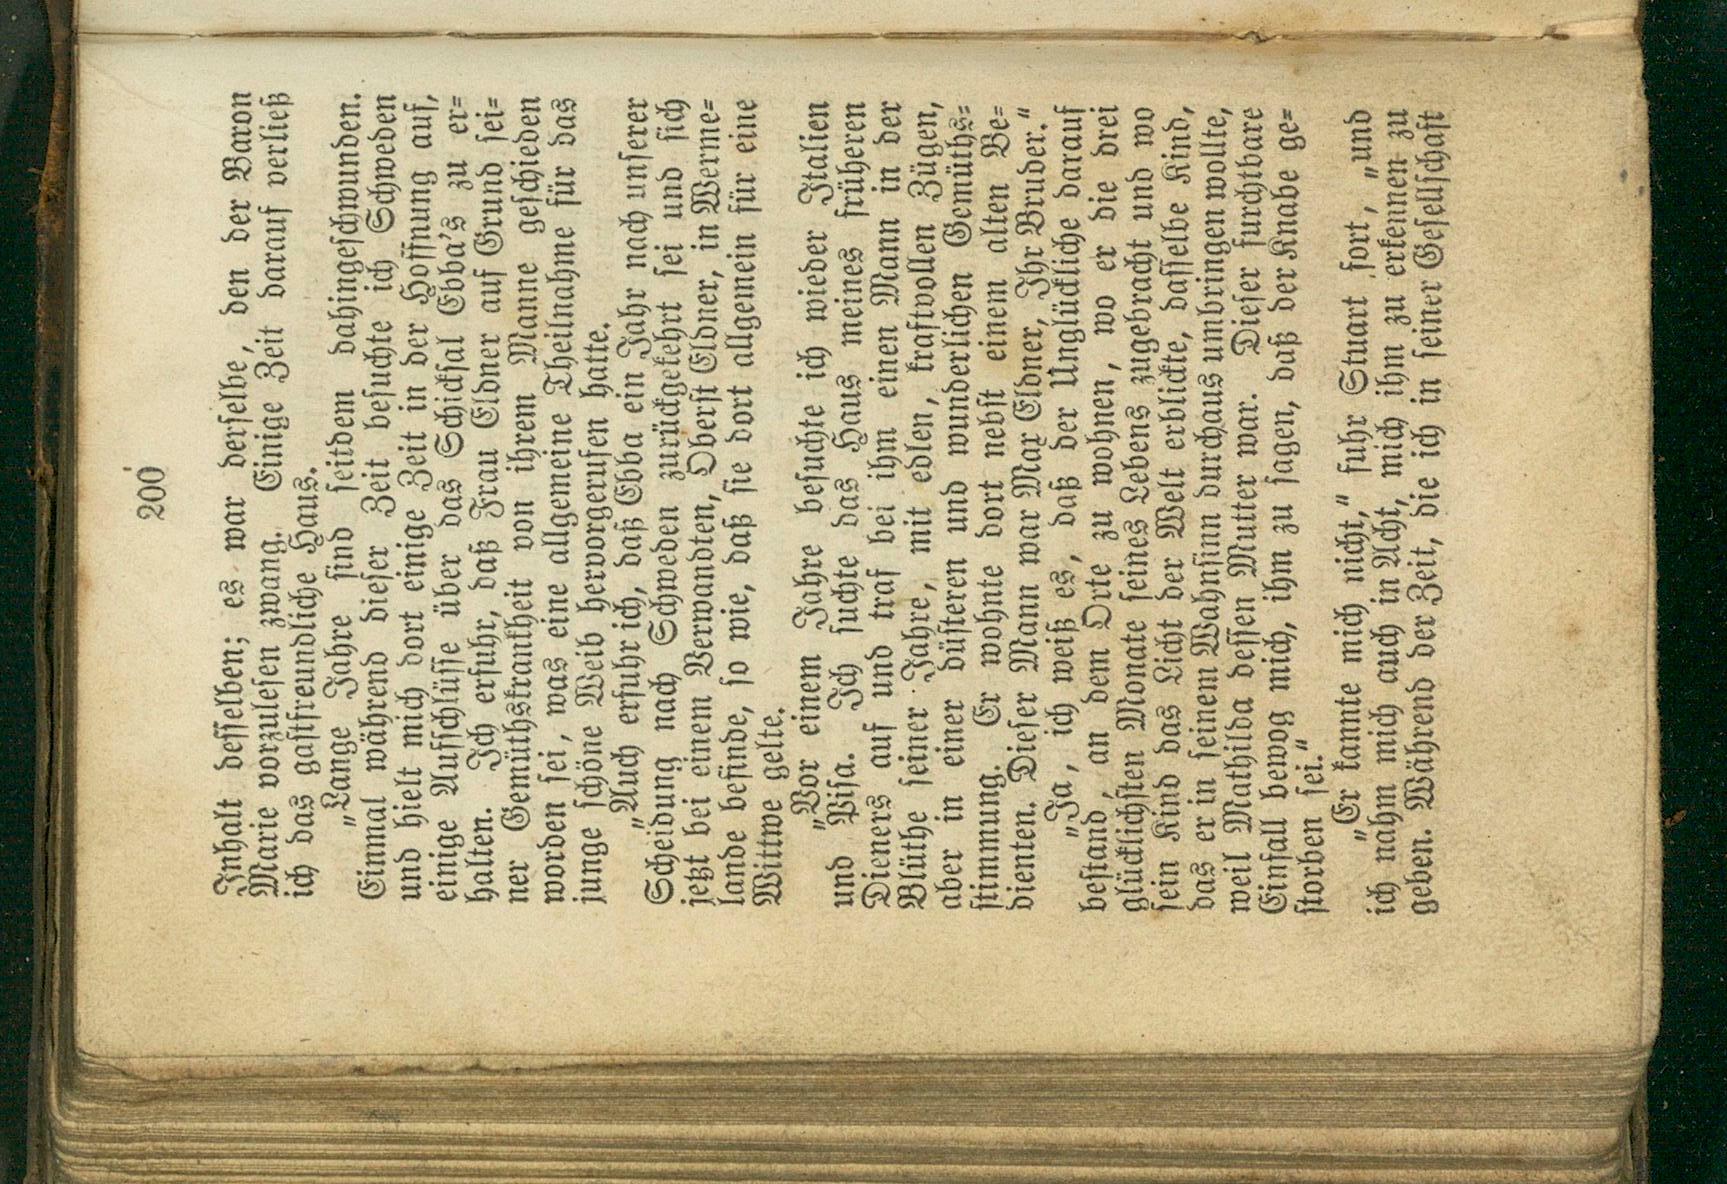 200
Inhalt desselben; es war derselbe, den der Baron
Marie vorzulesen zwang. Einige Zeit darauf verließ
ich das gastfreundliche Haus.
„Lange Jahre sind seitdem dahingeschwunden.
Einmal während dieser Zeit besuchte ich Schweden
und hielt mich dort einige Zeit in der Hoffnung auf,
einige Aufschlüsse über das Schicksal Ebba's zu er=
halten. Ich erfuhr, daß Frau Eldner auf Grund sei=
ner Gemüthskrankheit von ihrem Manne geschieden
worden sei, was eine allgemeine Theilnahme für das
junge schöne Weib hervorgerufen hatte.
„Auch erfuhr ich, daß Ebba ein Jahr nach unserer
Scheidung nach Schweden zurückgekehrt sei und sich
jetzt bei einem Verwandten, Oberst Eldner, in Werme=
lande befinde, so wie, daß sie dort allgemein für eine
Wittwe gelte.
„Vor einem Jahre besuchte ich wieder Italien
und Pisa. Ich suchte das Haus meines früheren
Dieners auf und traf bei ihm einen Mann in der
Blüthe seiner Jahre, mit edlen, kraftvollen Zügen,
aber in einer düsteren und wunderlichen Gemüths=
stimmung. Er wohnte dort nebst einem alten Be=
dienten. Dieser Mann war Max Eldner, Ihr Bruder.“
„Ja, ich weiß es, daß der Unglückliche darauf
bestand, an dem Orte zu wohnen, wo er die drei
glücklichsten Monate seines Lebens zugebracht und wo
sein Kind das Licht der Welt erblickte, dasselbe Kind,
das er in seinem Wahnsinn durchaus umbringen wollte,
weil Mathilda dessen Mutter war. Dieser furchtbare
Einfall bewog mich, ihm zu sagen, daß der Knabe ge=
storben sei.“
„Er kannte mich nicht,“ fuhr Stuart fort, „und
ich nahm mich auch in Acht, mich ihm zu erkennen zu
geben. Während der Zeit, die ich in seiner Gesellschaft